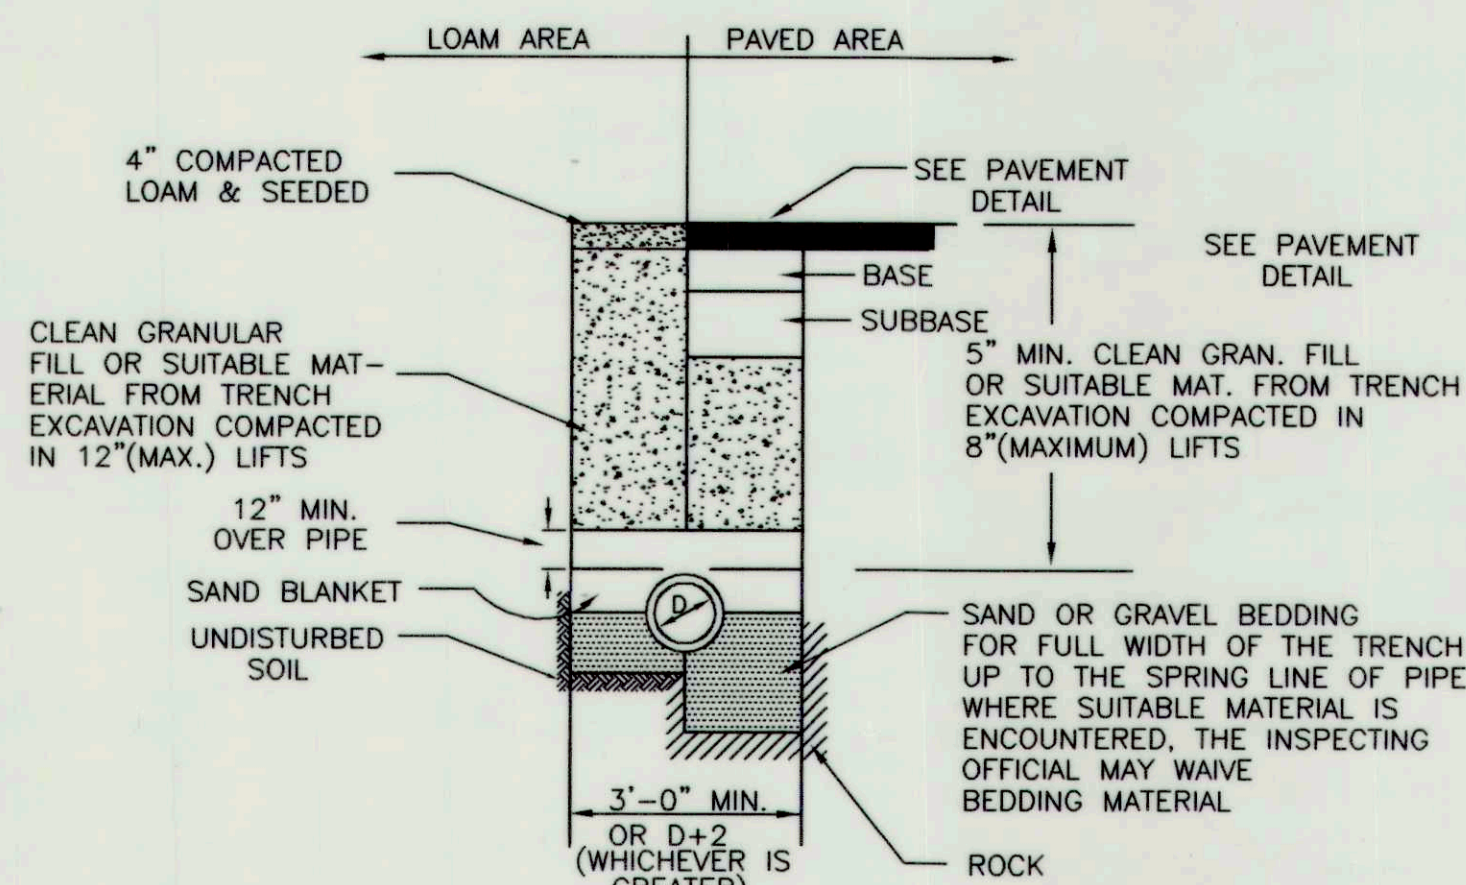 LOAM AREA
PAVED AREA
4" COMPACTED
LOAM & SEEDED
SEE PAVEMENT
DETAIL
SEE PAVEMENT
DETAIL
BASE
SUBBASE
CLEAN GRANULAR
FILL OR SUITABLE MAT-
ERIAL FROM TRENCH
EXCAVATION COMPACTED
IN 12"(MAX.) LIFTS
5" MIN. CLEAN GRAN. FILL
OR SUITABLE MAT. FROM TRENCH
EXCAVATION COMPACTED IN
8"(MAXIMUM) LIFTS
12" MIN.
OVER PIPE
SAND BLANKET
D
UNDISTURBED
SOIL
SAND OR GRAVEL BEDDING
FOR FULL WIDTH OF THE TRENCH
UP TO THE SPRING LINE OF PIPE
WHERE SUITABLE MATERIAL IS
ENCOUNTERED, THE INSPECTING
OFFICIAL MAY WAIVE
BEDDING MATERIAL
3'-0" MIN.
OR D+2
(WHICHEVER IS
GREATER)
ROCK